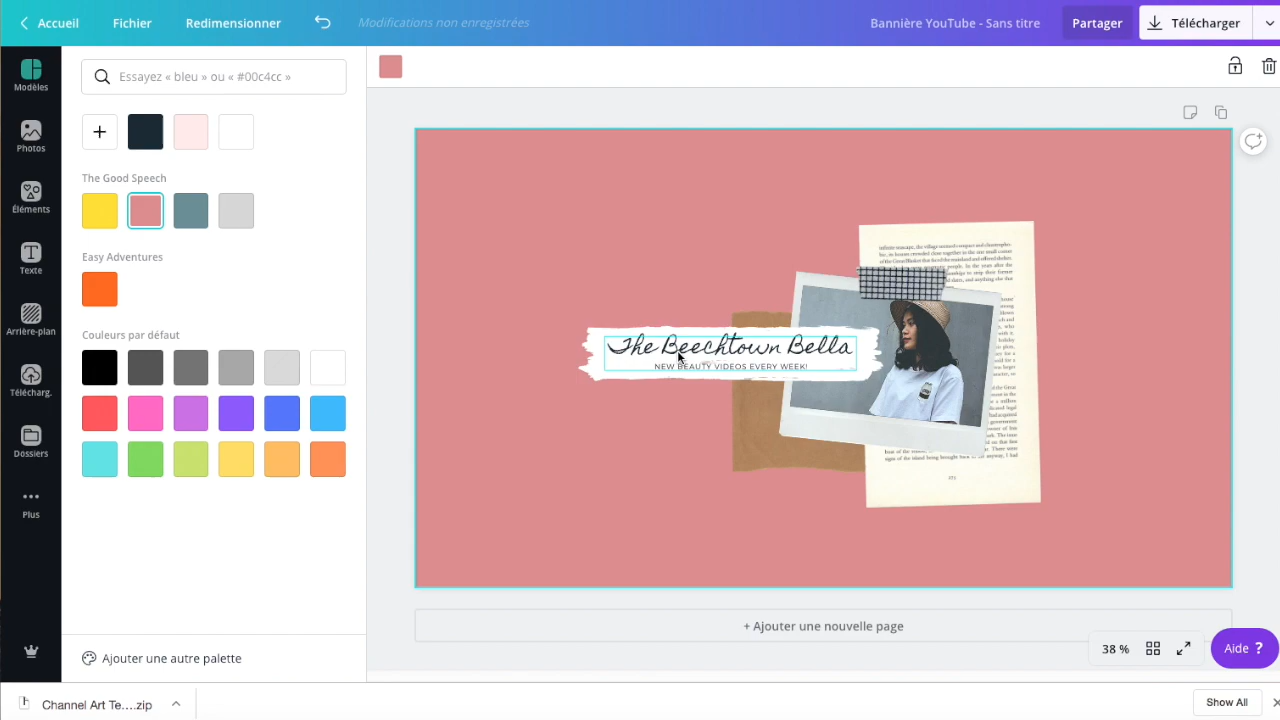 Accueil
Fichier
Redimensionner
Modifications non enregistrées
Bannière YouTube - Sans titre
Partager
Télécharger
Modèles
Photos
Éléments
Texte
Arrière-plan
Télécharg.
Dossiers
Plus
Essayez « bleu » ou « #00c4cc »
The Good Speech
Easy Adventures
Couleurs par défaut
Ajouter une autre palette
The Beechtown Bella
NEW BEAUTY VIDEOS EVERY WEEK!
+ Ajouter une nouvelle page
38 %
Aide ?
Channel Art Te....zip
Show All